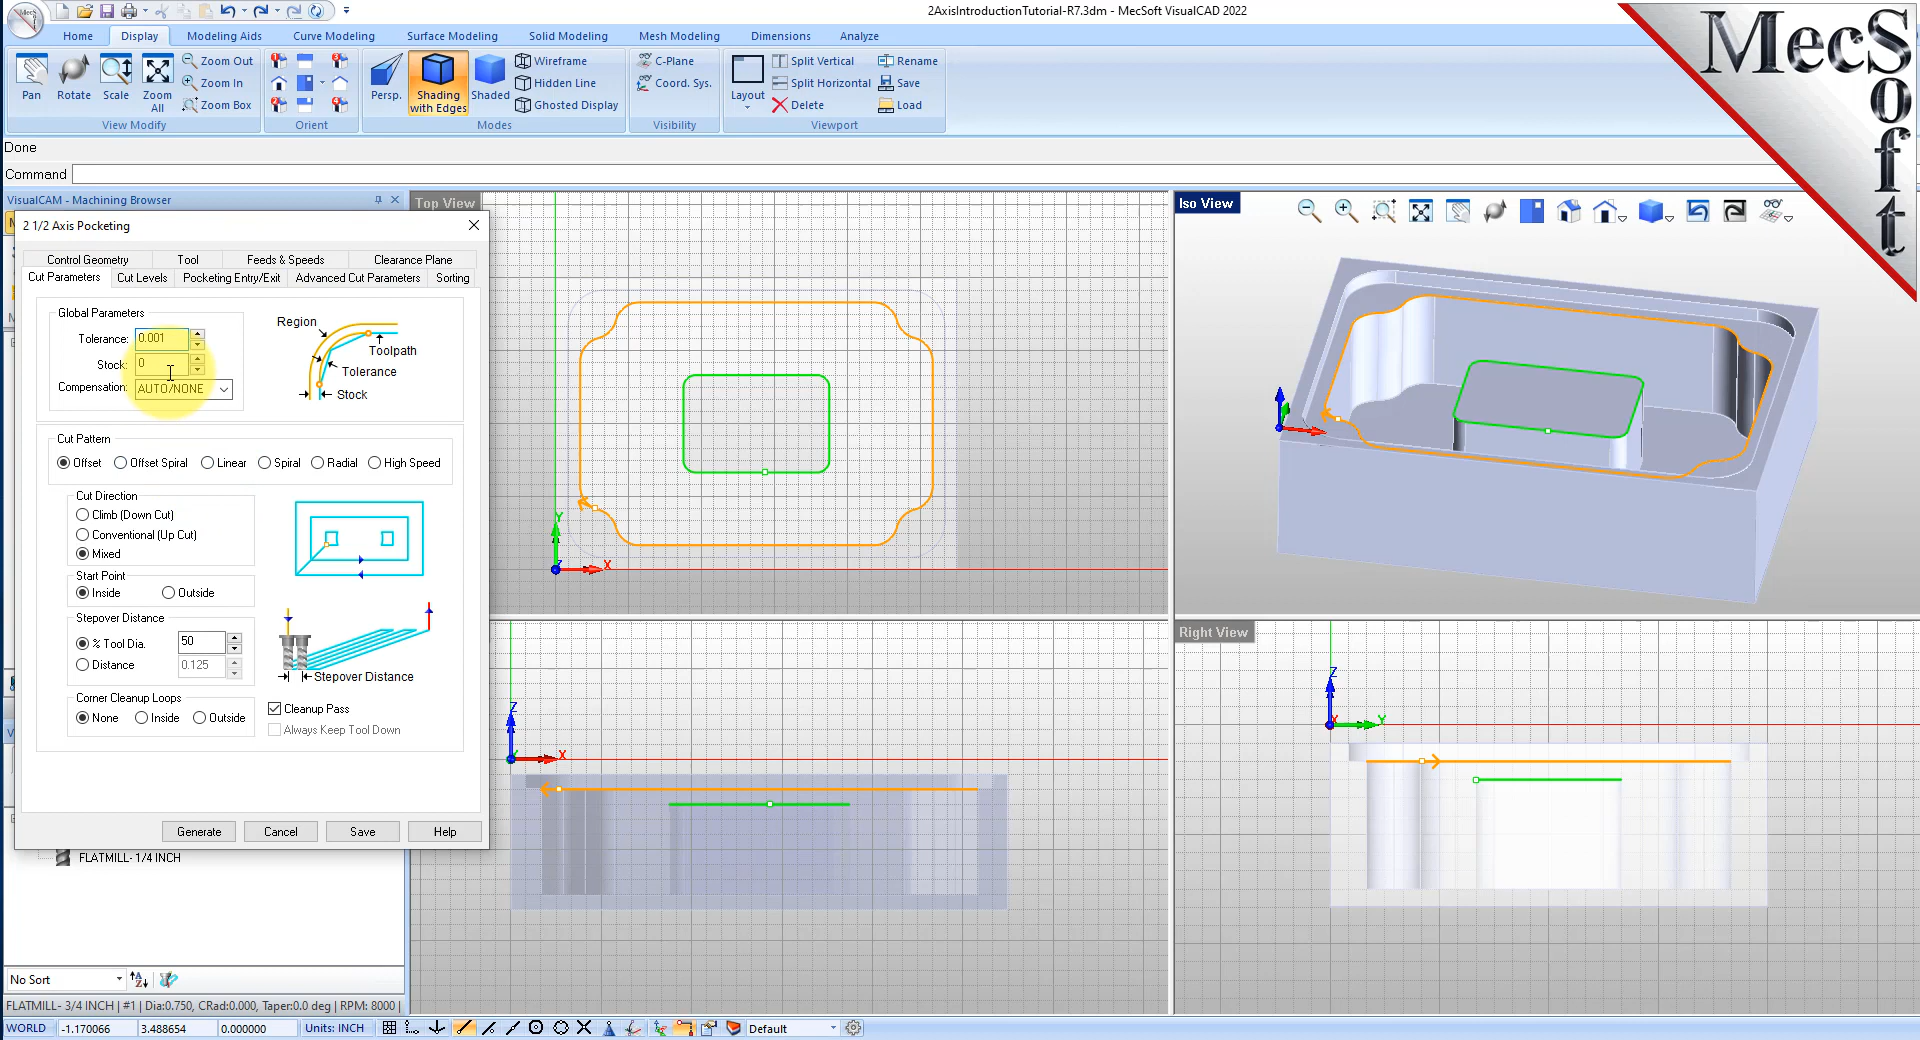 2AxisIntroductionTutorial-R7.3dm - MecSoft VisualCAD 2022
Home Display Modeling Aids Curve Modeling Surface Modeling Solid Modeling Mesh Modeling Dimensions Analyze
Pan Rotate Scale Zoom All Zoom Out Zoom In Zoom Box
View Modify
Orient
Persp. Shading with Edges Shaded Wireframe Hidden Line Ghosted Display
Modes
C-Plane
Coord. Sys.
Visibility
Layout Split Vertical Split Horizontal Delete Rename Save Load
Viewport
MecSoft
Done
Command
VisualCAM - Machining Browser
2 1/2 Axis Pocketing
Control Geometry Tool Feeds & Speeds Clearance Plane
Cut Parameters Cut Levels Pocketing Entry/Exit Advanced Cut Parameters Sorting
Global Parameters
Tolerance: 0.001
Stock: 0
Compensation: AUTO/NONE
Region
Toolpath
Tolerance
Stock
Cut Pattern
Offset Offset Spiral Linear Spiral Radial High Speed
Cut Direction
Climb (Down Cut)
Conventional (Up Cut)
Mixed
Start Point
Inside Outside
Stepover Distance
% Tool Dia. 50
Distance 0.125
Stepover Distance
Corner Cleanup Loops
None Inside Outside
Cleanup Pass
Always Keep Tool Down
Generate Cancel Save Help
FLATMILL- 1/4 INCH
No Sort
FLATMILL- 3/4 INCH | #1 | Dia:0.750, CRad:0.000, Taper:0.0 deg | RPM: 8000 |
WORLD -1.170066 3.488654 0.000000 Units: INCH Default
Top View
Y
X
Iso View
Z
X
Right View
Z
X
Y